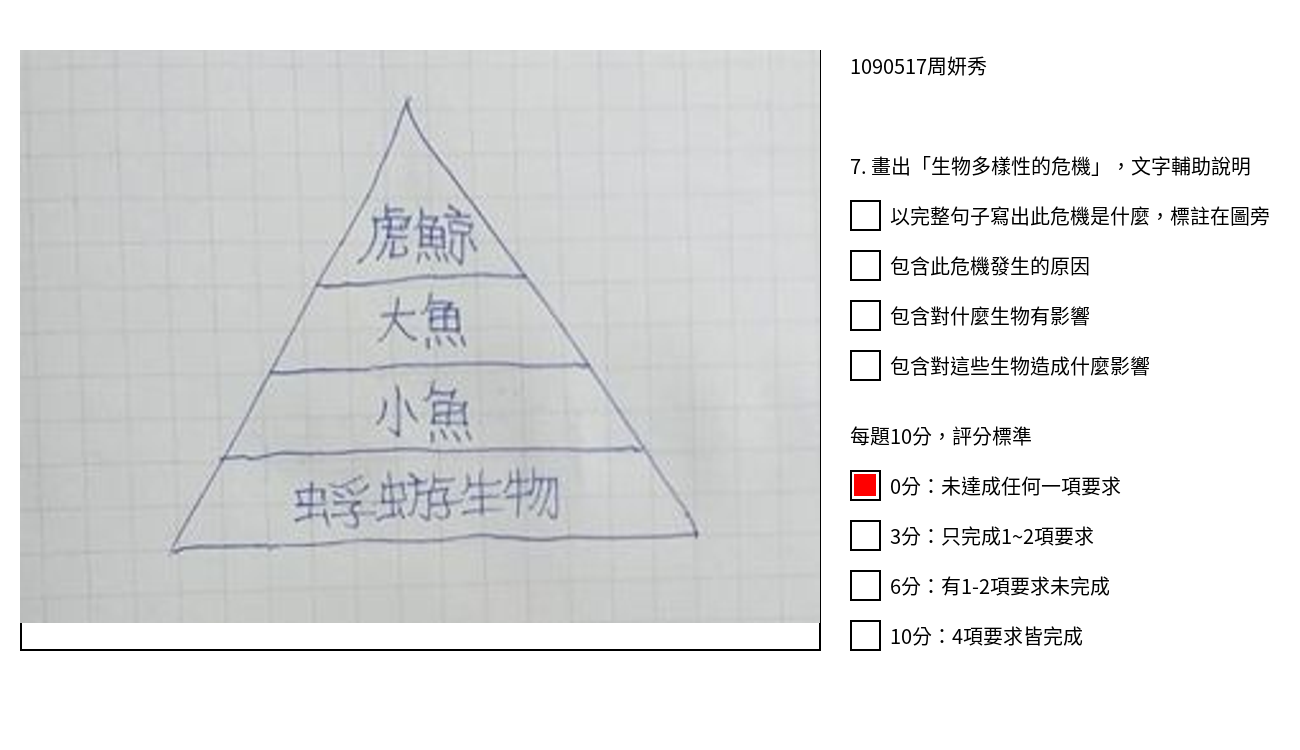 虎鯨
大魚
小魚
蜉蝣生物
1090517周妍秀
7. 畫出「生物多樣性的危機」，文字輔助說明
以完整句子寫出此危機是什麼，標註在圖旁
包含此危機發生的原因
包含對什麼生物有影響
包含對這些生物造成什麼影響
每題10分，評分標準
0分：未達成任何一項要求
3分：只完成1~2項要求
6分：有1-2項要求未完成
10分：4項要求皆完成